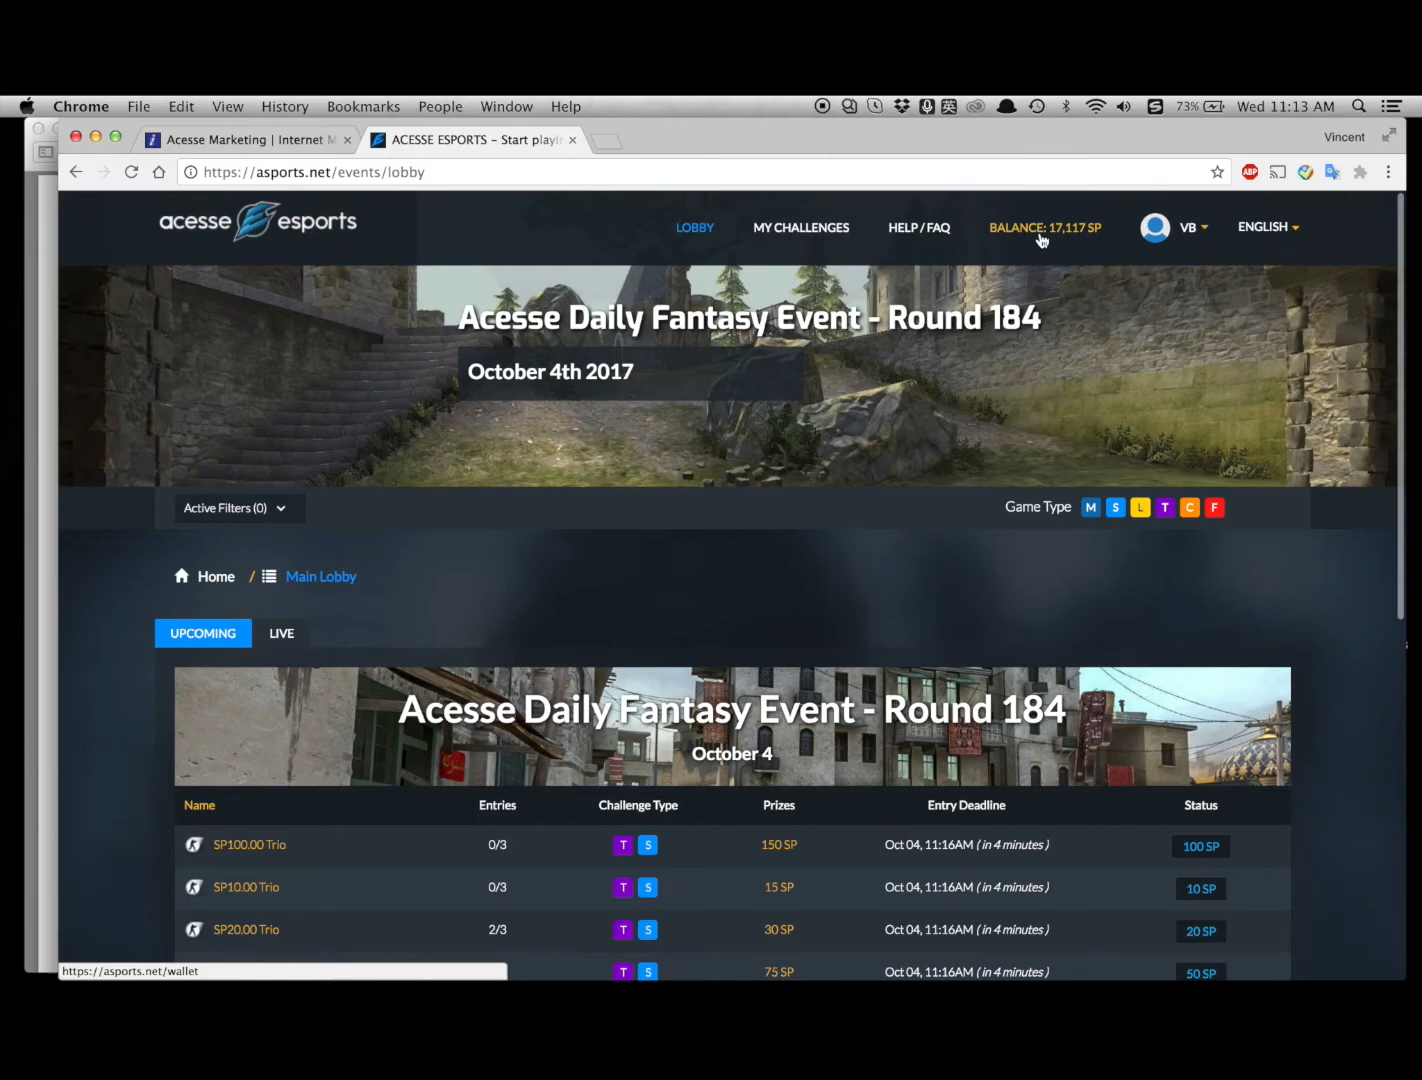 Chrome File Edit View History Bookmarks People Window Help 英 73% Wed 11:13 AM
Acesse Marketing | Internet M ACESSE ESPORTS – Start playin Vincent
https://asports.net/events/lobby ABP
acesse esports LOBBY MY CHALLENGES HELP / FAQ BALANCE: 17,117 SP VB ENGLISH
Acesse Daily Fantasy Event - Round 184
October 4th 2017
Active Filters (0) Game Type M S L T C F
Home / Main Lobby
UPCOMING LIVE
Acesse Daily Fantasy Event - Round 184
October 4
Name Entries Challenge Type Prizes Entry Deadline Status
SP100.00 Trio 0/3 T S 150 SP Oct 04, 11:16AM ( in 4 minutes ) 100 SP
SP10.00 Trio 0/3 T S 15 SP Oct 04, 11:16AM ( in 4 minutes ) 10 SP
SP20.00 Trio 2/3 T S 30 SP Oct 04, 11:16AM ( in 4 minutes ) 20 SP
T S 75 SP Oct 04, 11:16AM ( in 4 minutes ) 50 SP
https://asports.net/wallet